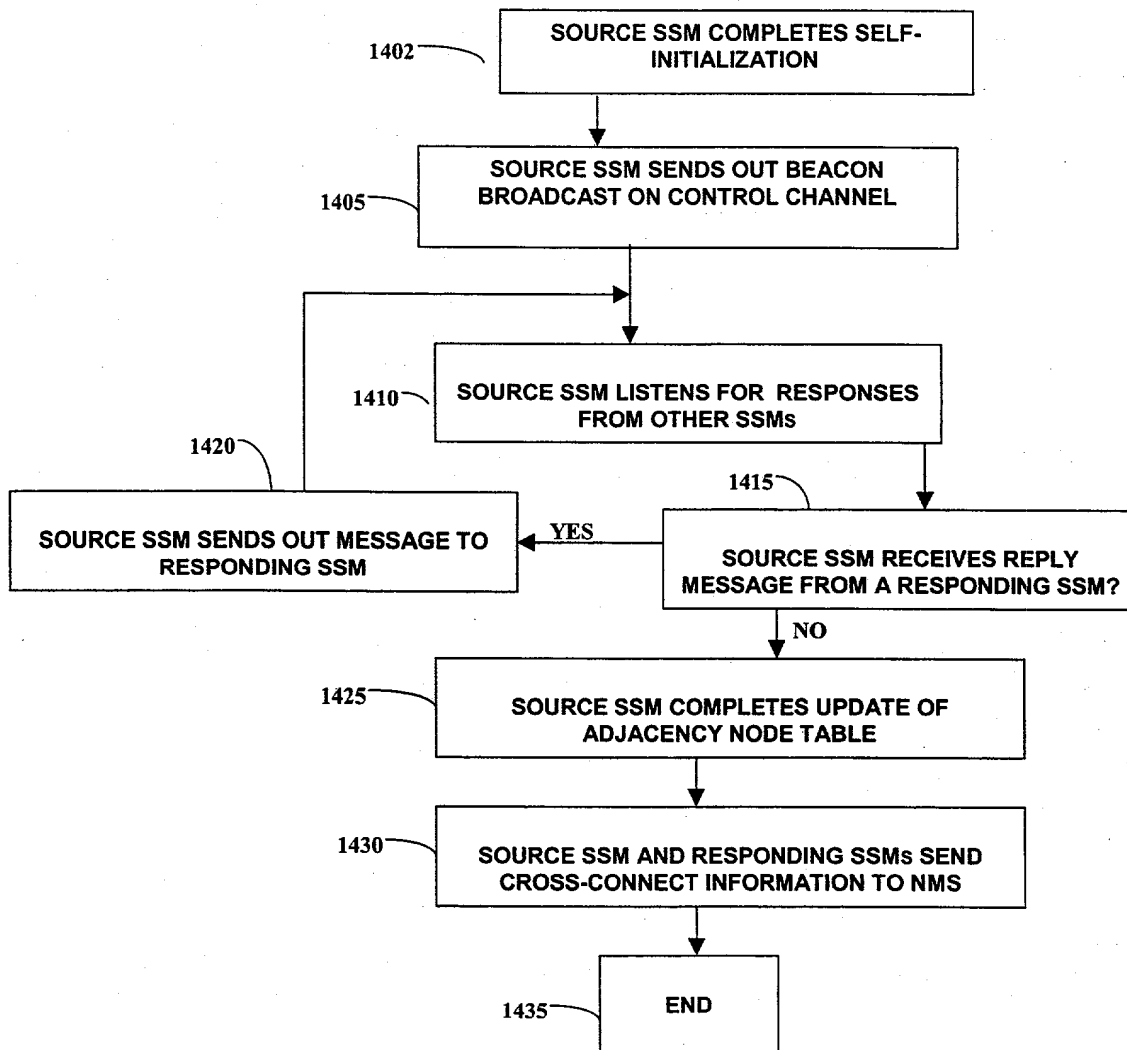 SOURCE SSM COMPLETES SELF-
INITIALIZATION
1402
SOURCE SSM SENDS OUT BEACON
BROADCAST ON CONTROL CHANNEL
1405
SOURCE SSM LISTENS FOR RESPONSES
FROM OTHER SSMs
1410
1420
SOURCE SSM SENDS OUT MESSAGE TO
RESPONDING SSM
YES
1415
SOURCE SSM RECEIVES REPLY
MESSAGE FROM A RESPONDING SSM?
NO
1425
SOURCE SSM COMPLETES UPDATE OF
ADJACENCY NODE TABLE
1430
SOURCE SSM AND RESPONDING SSMs SEND
CROSS-CONNECT INFORMATION TO NMS
END
1435